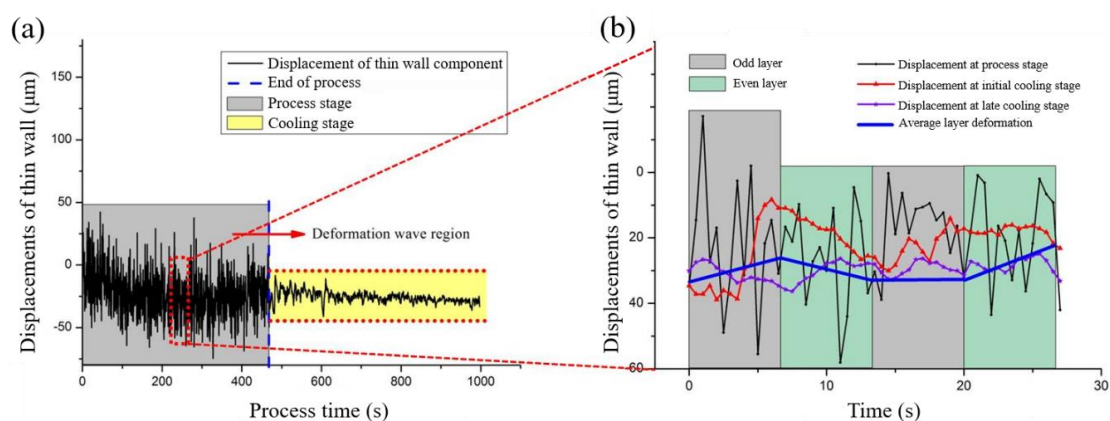 (a)
Displacements of thin wall (μm)
150
100
50
0
-50
Displacement of thin wall component
End of process
Process stage
Cooling stage
Deformation wave region
0
200
400
600
800
1000
Process time (s)
(b)
Displacements of thin wall (μm)
0
20
40
60
Odd layer
Even layer
Displacement at process stage
Displacement at initial cooling stage
Displacement at late cooling stage
Average layer deformation
0
10
20
30
Time (s)